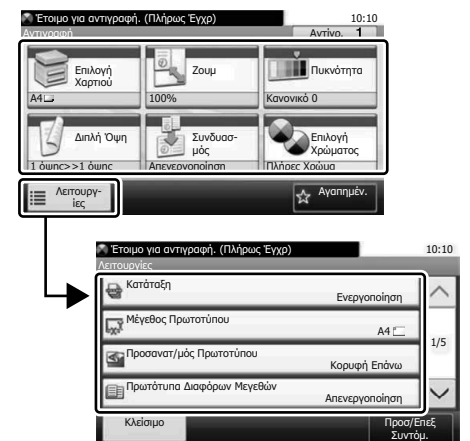 Έτοιμο για αντιγραφή. (Πλήρως Έγχρ) 10:10
Αντιγραφή Αντίγρ. 1
Επιλογή Χαρτιού
Ζουμ
Πυκνότητα
A4 100% Κανονικό 0
Διπλή Όψη
Συνδυασ-
μός
Επιλογή
Χρώματος
1 όψης>>1 όψης Απενεργοποίηση Πλήρες Χρώμα
Λειτουργ-
ίες
Αγαπημέν.
Έτοιμο για αντιγραφή. (Πλήρως Έγχρ) 10:10
Λειτουργίες
Κατάταξη
Ενεργοποίηση
Μέγεθος Πρωτοτύπου
A4
1/5
Προσανατ/μός Πρωτοτύπου
Κορυφή Επάνω
Πρωτότυπα Διαφόρων Μεγεθών
Απενεργοποίηση
Κλείσιμο
Προσ/Επεξ
Συντόμ.